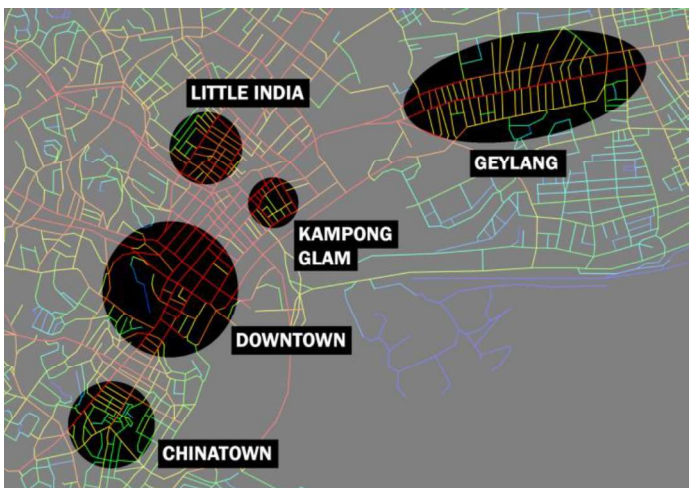 LITTLE INDIA
GEYLANG
KAMPONG
GLAM
DOWNTOWN
CHINATOWN